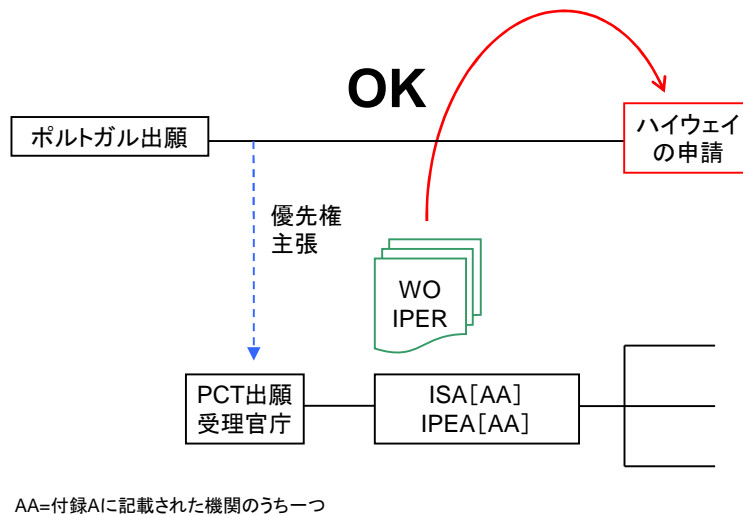 OK
ポルトガル出願
ハイウェイ
の申請
優先権
主張
WO
IPER
PCT出願
受理官庁
ISA[AA]
IPEA[AA]
AA=付録Aに記載された機関のうち一つ